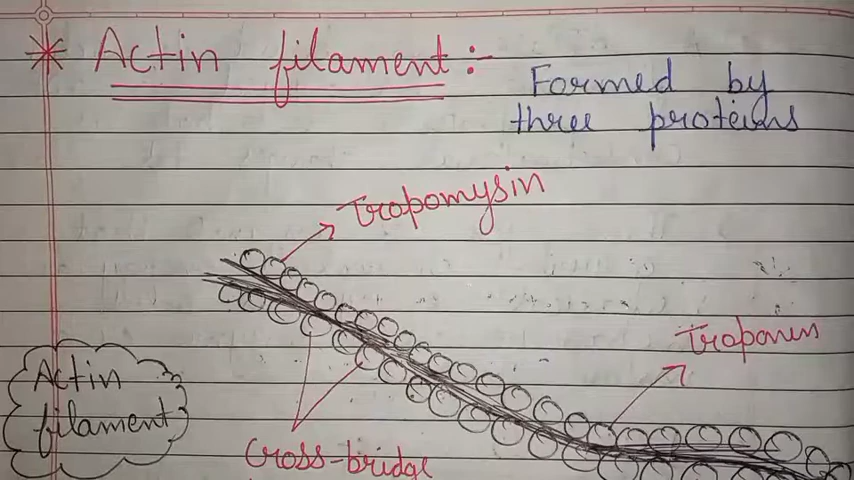 * Actin filament :-
Formed by
three proteins
Tropomysin
Troponin
Actin
filament
Cross-bridge